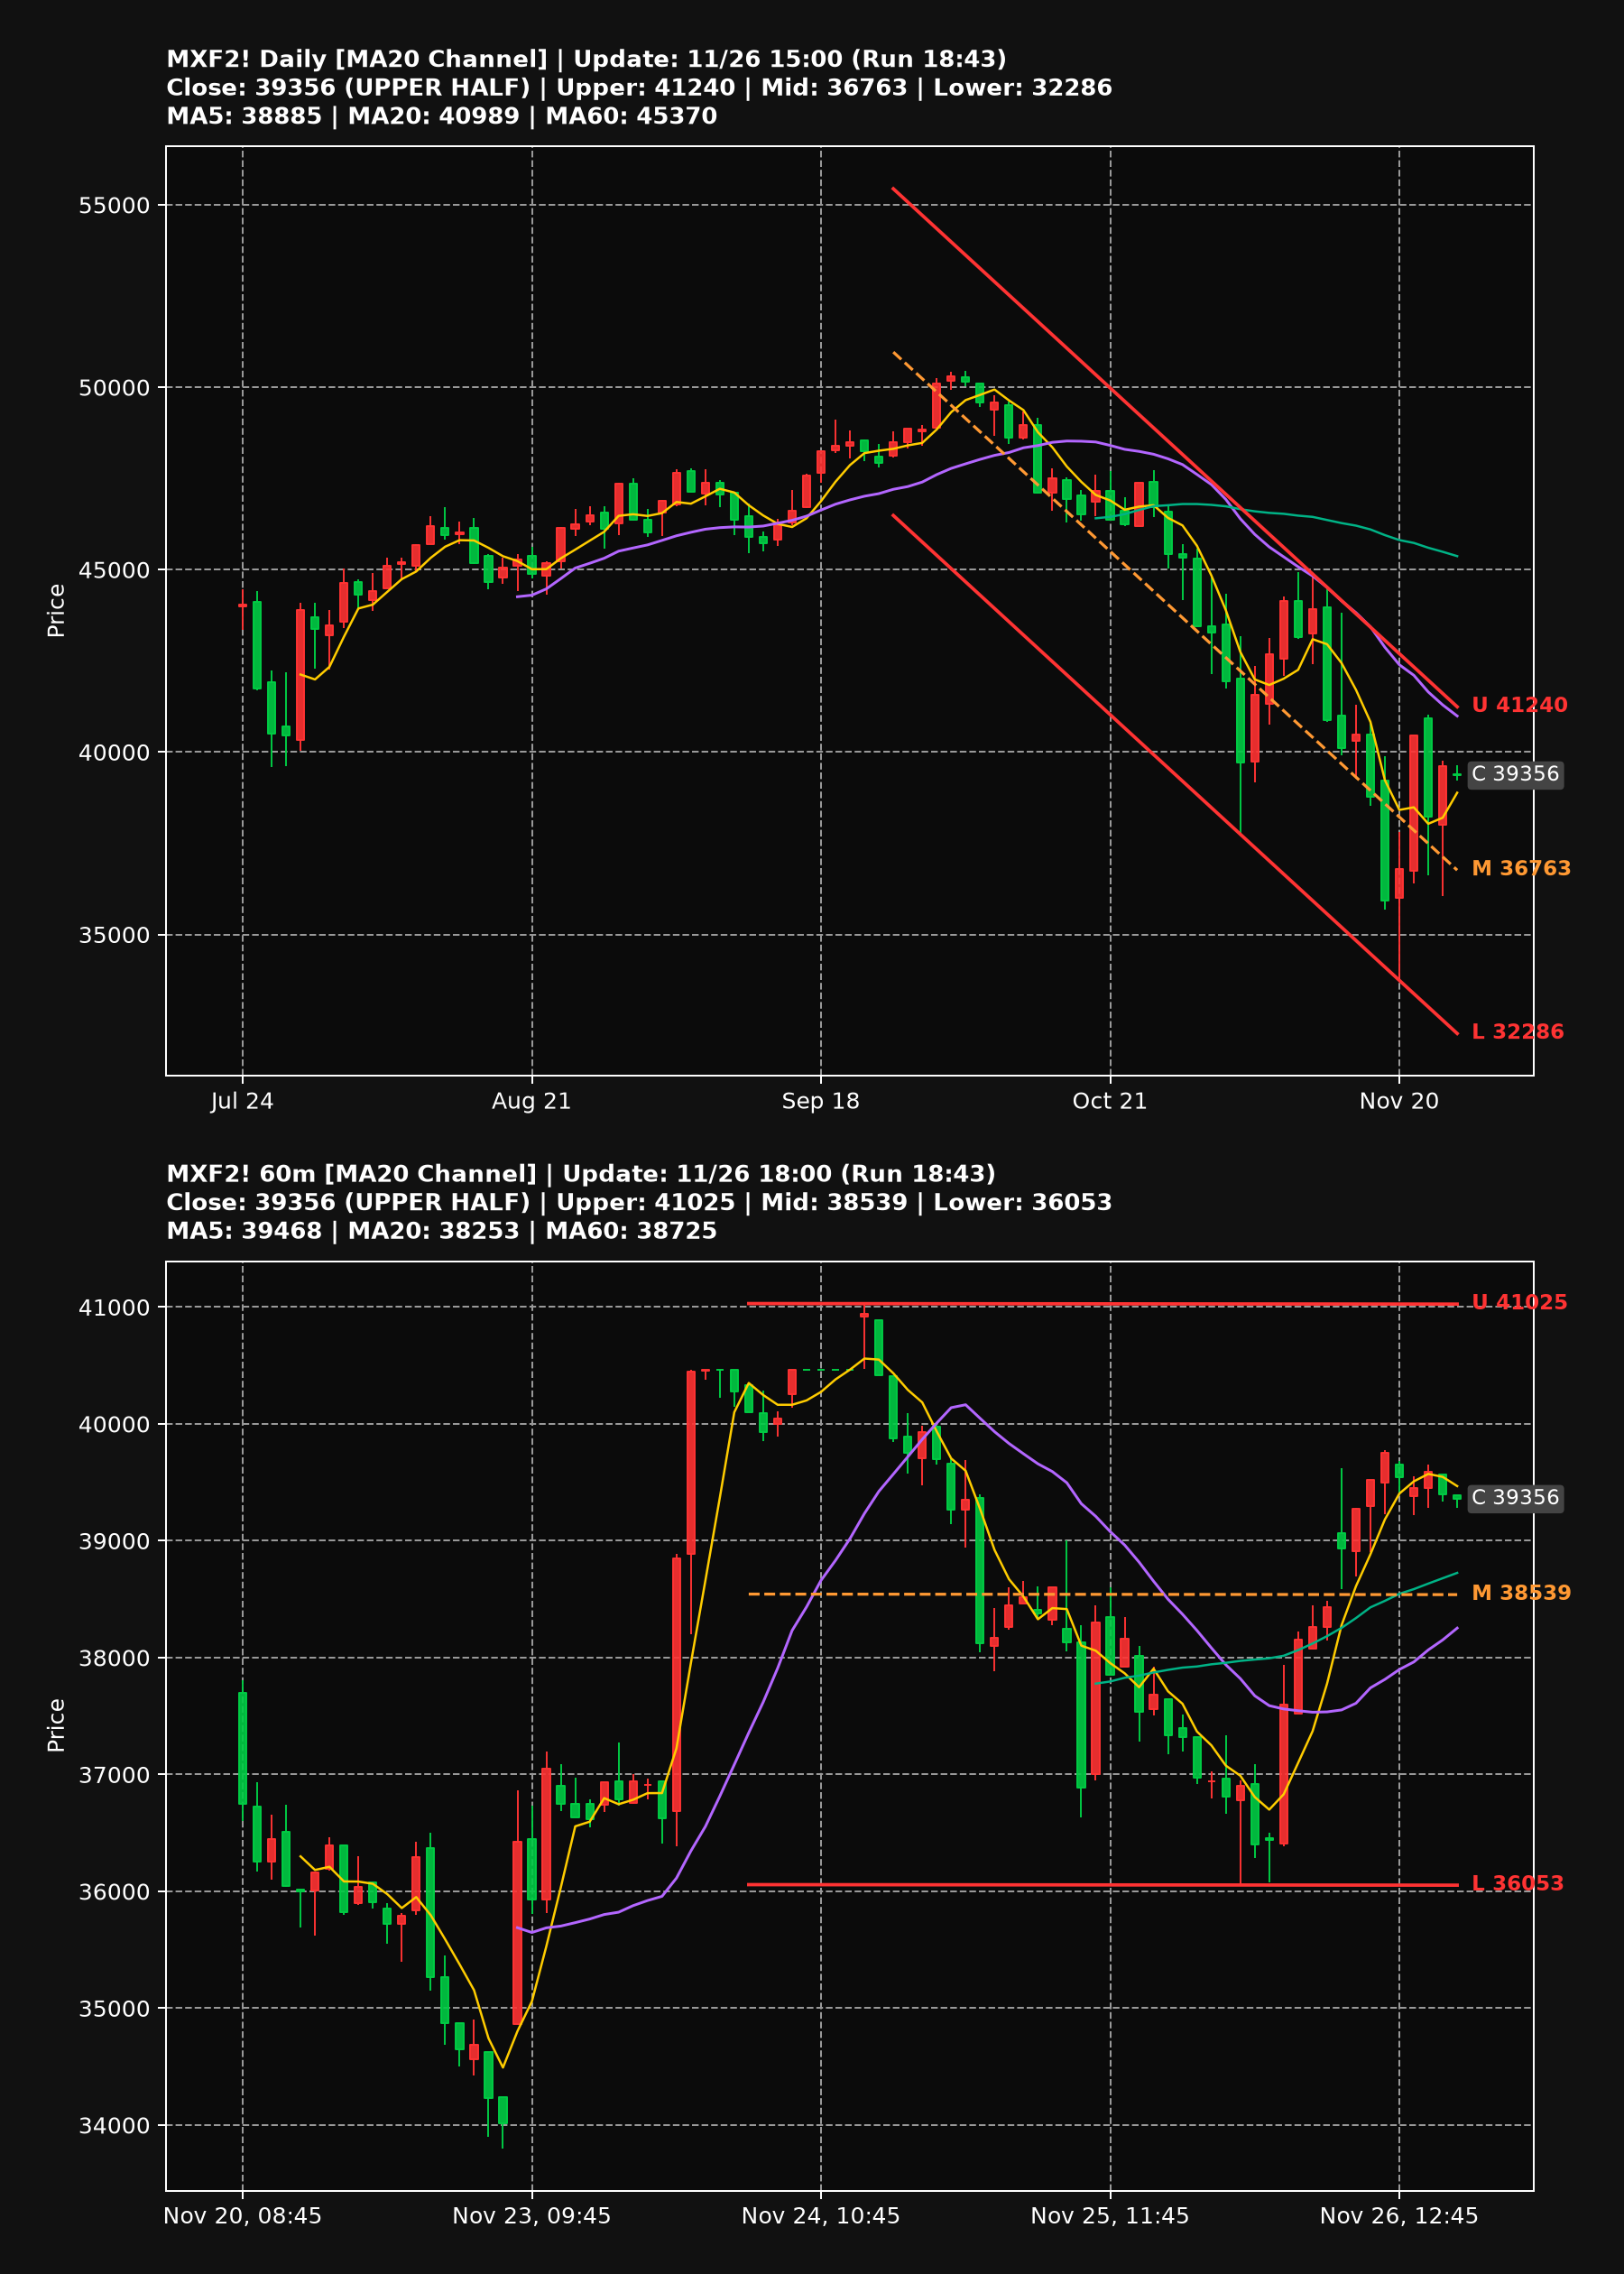 MXF2! Daily [MA20 Channel] | Update: 11/26 15:00 (Run 18:43)
Close: 39356 (UPPER HALF) | Upper: 41240 | Mid: 36763 | Lower: 32286
MA5: 38885 | MA20: 40989 | MA60: 45370
Price
55000
50000
45000
40000
35000
U 41240
C 39356
M 36763
L 32286
Jul 24
Aug 21
Sep 18
Oct 21
Nov 20
MXF2! 60m [MA20 Channel] | Update: 11/26 18:00 (Run 18:43)
Close: 39356 (UPPER HALF) | Upper: 41025 | Mid: 38539 | Lower: 36053
MA5: 39468 | MA20: 38253 | MA60: 38725
Price
41000
40000
39000
38000
37000
36000
35000
34000
U 41025
C 39356
M 38539
L 36053
Nov 20, 08:45
Nov 23, 09:45
Nov 24, 10:45
Nov 25, 11:45
Nov 26, 12:45